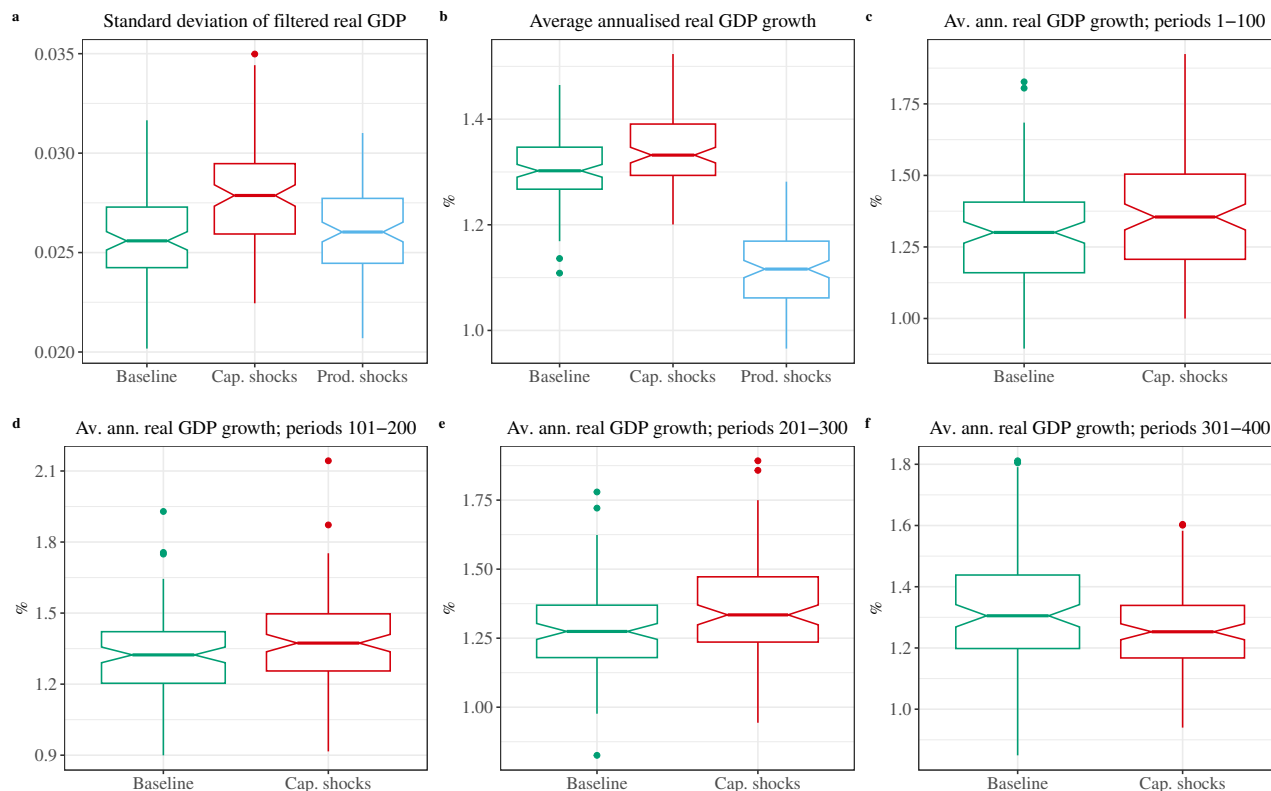 a Standard deviation of filtered real GDP
0.035
0.030
0.025
0.020
Baseline Cap. shocks Prod. shocks
b Average annualised real GDP growth
%
1.4
1.2
1.0
Baseline Cap. shocks Prod. shocks
c Av. ann. real GDP growth; periods 1−100
%
1.75
1.50
1.25
1.00
Baseline Cap. shocks
d Av. ann. real GDP growth; periods 101−200
%
2.1
1.8
1.5
1.2
0.9
Baseline Cap. shocks
e Av. ann. real GDP growth; periods 201−300
%
1.75
1.50
1.25
1.00
Baseline Cap. shocks
f Av. ann. real GDP growth; periods 301−400
%
1.8
1.6
1.4
1.2
1.0
Baseline Cap. shocks